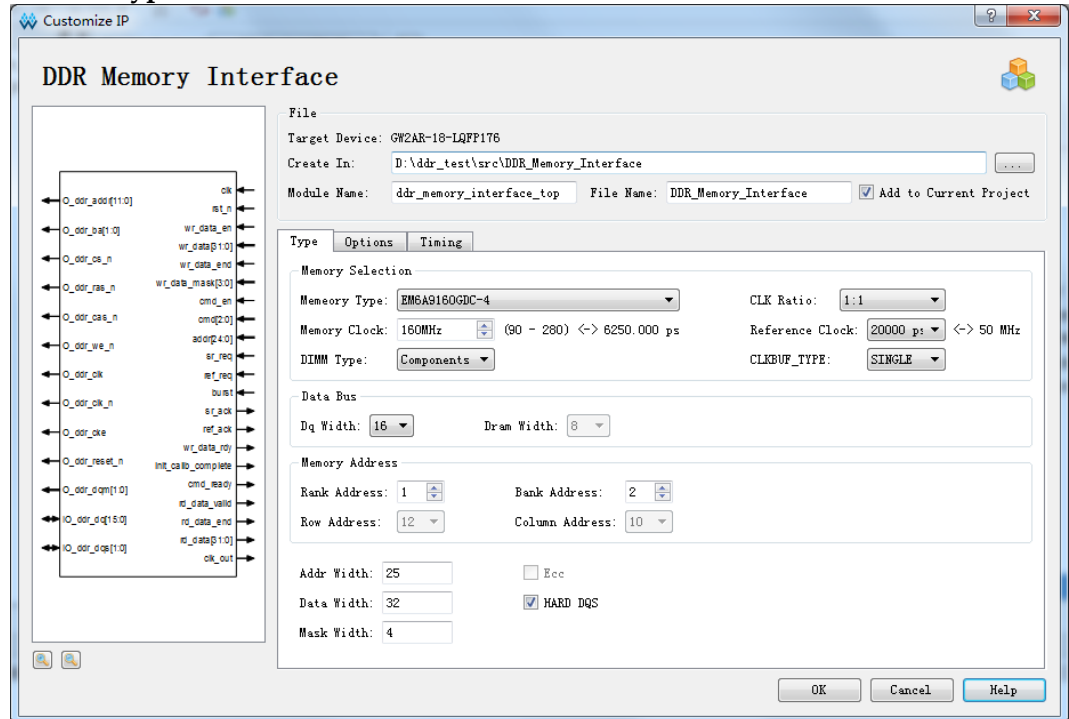 Customize IP
DDR Memory Interface
File
Target Device: GW2AR-18-LQFP176
Create In: D:\ddr_test\src\DDR_Memory_Interface ...
Module Name: ddr_memory_interface_top File Name: DDR_Memory_Interface Add to Current Project
O_ddr_addr[11:0]
O_ddr_ba[1:0]
O_ddr_cs_n
O_ddr_ras_n
O_ddr_cas_n
O_ddr_we_n
O_ddr_clk
O_ddr_clk_n
O_ddr_cke
O_ddr_reset_n
O_ddr_dqm[1:0]
IO_ddr_dq[15:0]
IO_ddr_dqs[1:0]
clk
rst_n
wr_data_en
wr_data[31:0]
wr_data_end
wr_data_mask[3:0]
cmd_en
cmd[2:0]
addr[24:0]
sr_req
ref_req
burst
sr_ack
ref_ack
wr_data_rdy
init_calib_complete
cmd_ready
rd_data_valid
rd_data_end
rd_data[31:0]
clk_out
Type Options Timing
Memory Selection
Memeory Type: EM6A9160GDC-4 CLK Ratio: 1:1
Memory Clock: 160MHz (90 - 280) <-> 6250.000 ps Reference Clock: 20000 p: <-> 50 MHz
DIMM Type: Components CLKBUF_TYPE: SINGLE
Data Bus
Dq Width: 16 Dram Width: 8
Memory Address
Rank Address: 1 Bank Address: 2
Row Address: 12 Column Address: 10
Addr Width: 25 Ecc
Data Width: 32 HARD DQS
Mask Width: 4
OK Cancel Help